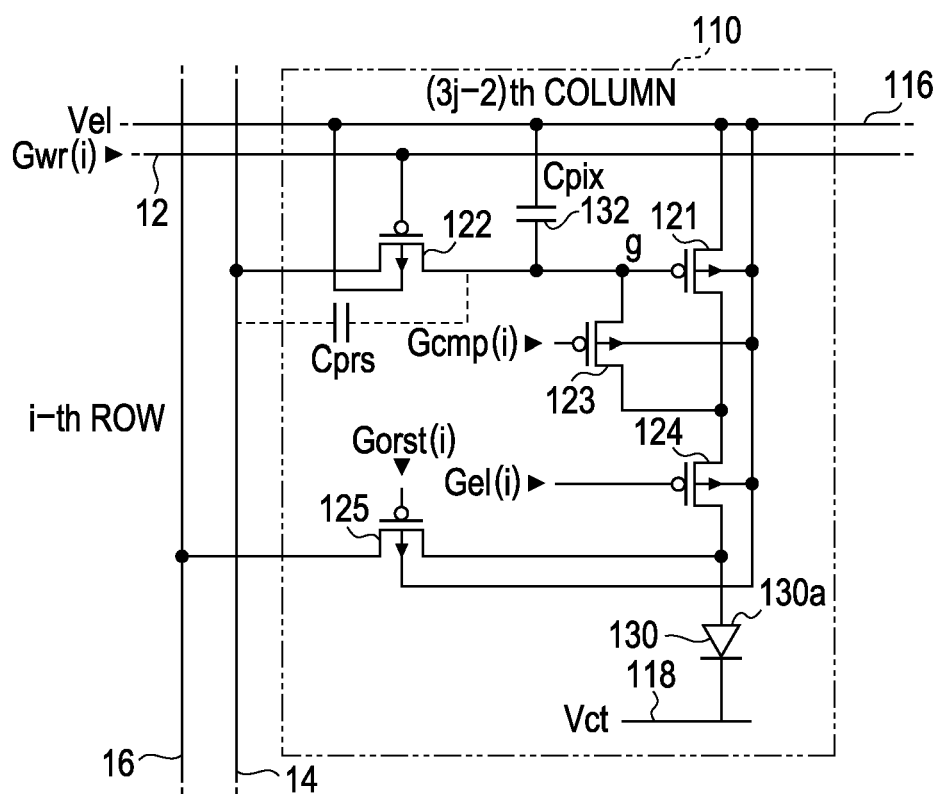 110
(3j−2)th COLUMN
116
Vel
Gwr(i)
12
Cpix
132
121
122
g
Cprs
Gcmp(i)
123
i−th ROW
124
Gorst(i)
Gel(i)
125
130a
130
118
Vct
16
14